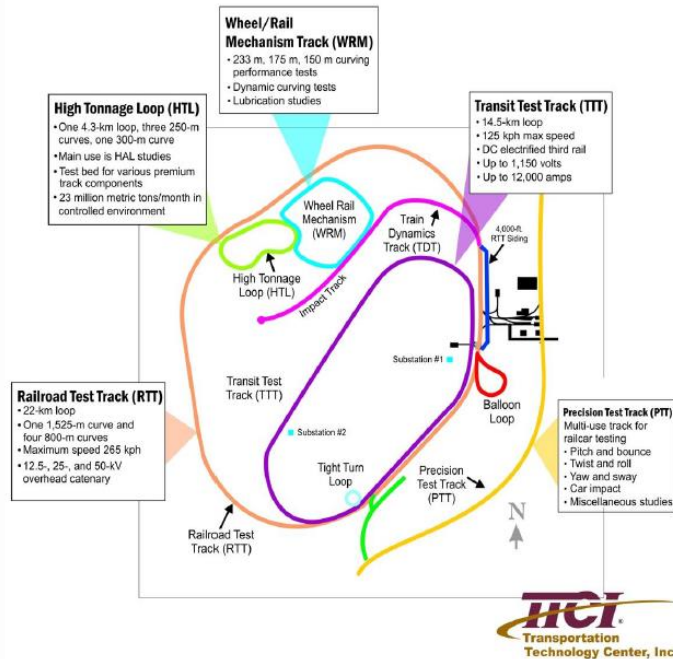 Wheel/Rail
Mechanism Track (WRM)
• 233 m, 175 m, 150 m curving
performance tests
• Dynamic curving tests
• Lubrication studies
High Tonnage Loop (HTL)
• One 4.3-km loop, three 250-m
curves, one 300-m curve
• Main use is HAL studies
• Test bed for various premium
track components
• 23 million metric tons/month in
controlled environment
Transit Test Track (TTT)
• 14.5-km loop
• 125 kph max speed
• DC electrified third rail
• Up to 1,150 volts
• Up to 12,000 amps
Wheel Rail
Mechanism
(WRM)
Train
Dynamics
Track (TDT)
4,000-ft.
RTT Siding
High Tonnage
Loop (HTL)
Impact Track
Substation #1
Transit Test
Track (TTT)
Balloon
Loop
Railroad Test Track (RTT)
• 22-km loop
• One 1,525-m curve and
four 800-m curves
• Maximum speed 265 kph
• 12.5-, 25-, and 50-kV
overhead catenary
Substation #2
Precision Test Track (PTT)
Multi-use track for
railcar testing
• Pitch and bounce
• Twist and roll
• Yaw and sway
• Car impact
• Miscellaneous studies
Tight Turn
Loop
Precision
Test Track
(PTT)
N
Railroad Test
Track (RTT)
TTCI
Transportation
Technology Center, Inc